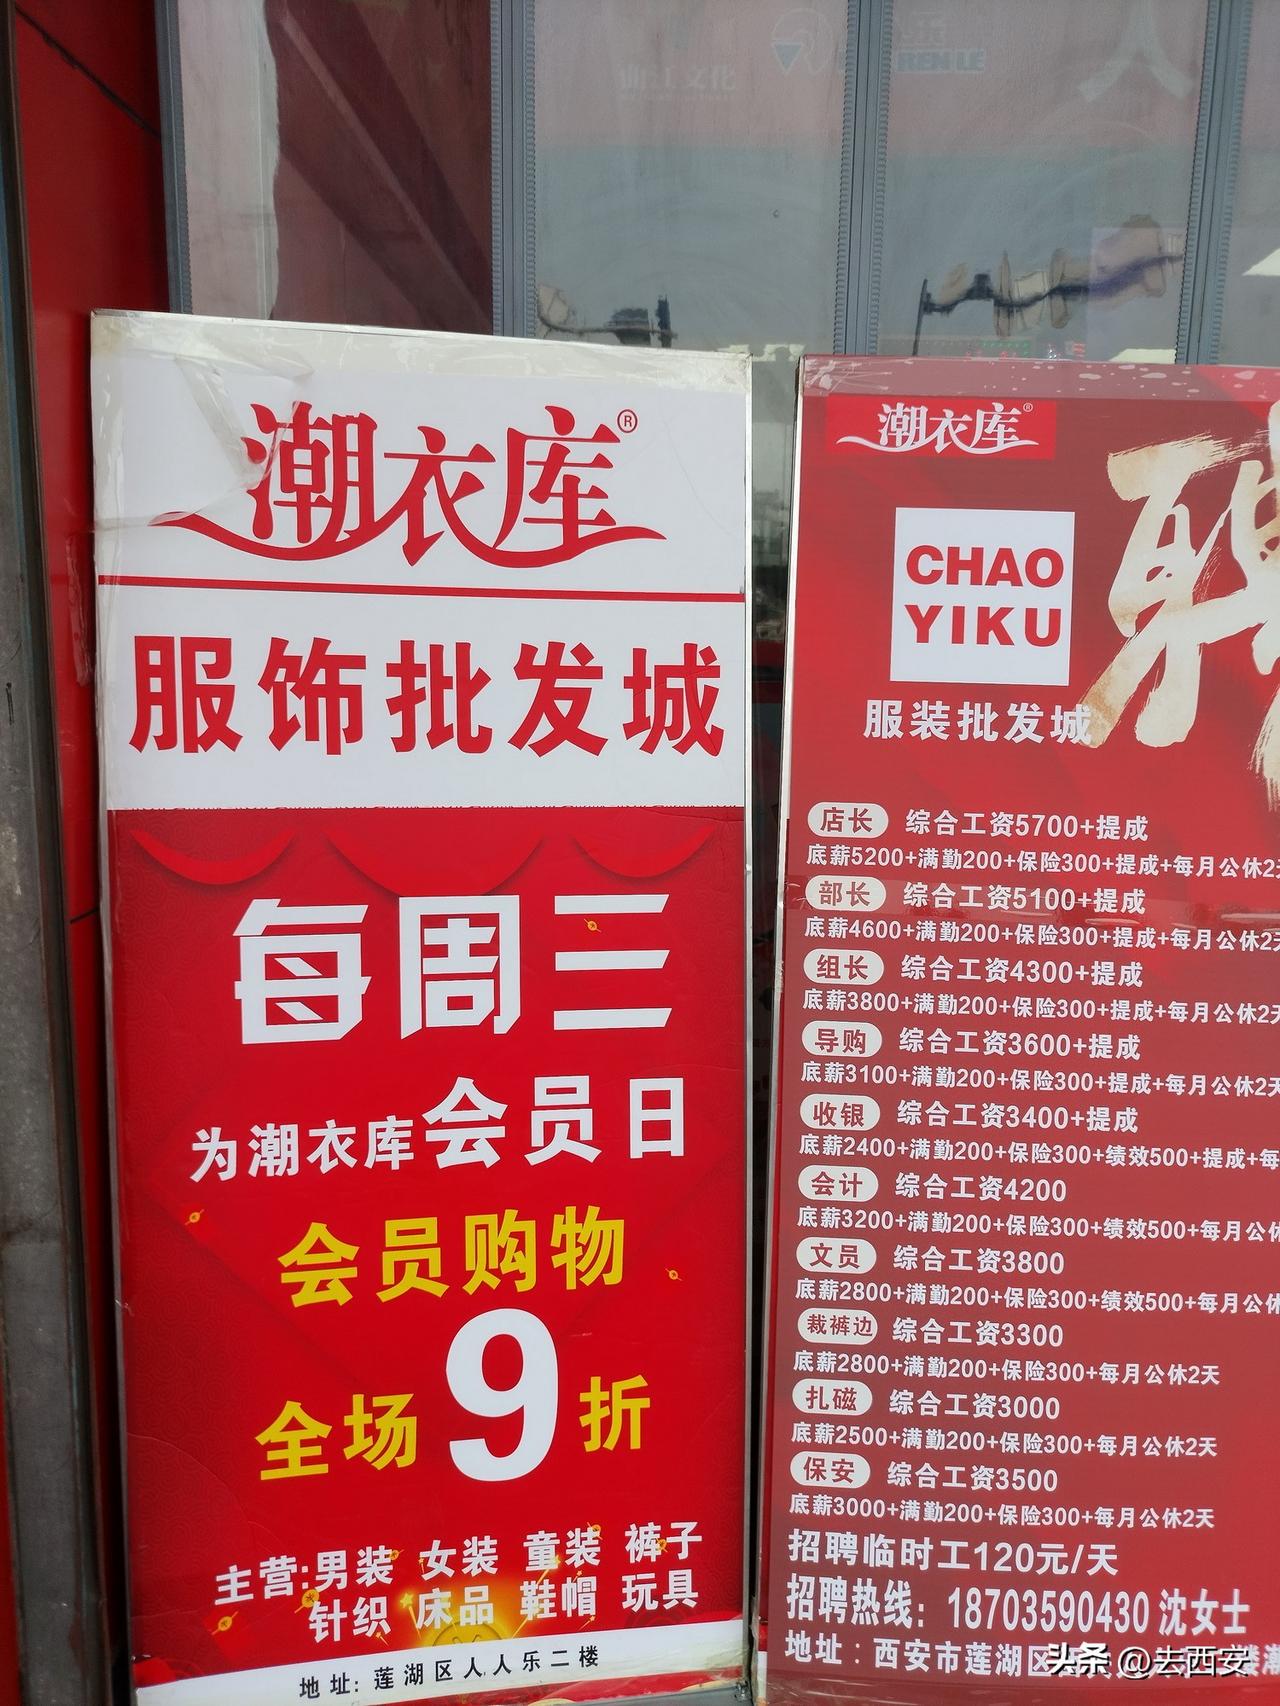 潮衣库®
服饰批发城
每周三
为潮衣库会员日
会员购物
全场9折
主营:男装 女装 童装 裤子
针织 床品 鞋帽 玩具
地址: 莲湖区人人乐二楼
潮衣库®
CHAO
YIKU
服装批发城
店长 综合工资5700+提成
底薪5200+满勤200+保险300+提成+每月公休2
部长 综合工资5100+提成
底薪4600+满勤200+保险300+提成+每月公休2
组长 综合工资4300+提成
底薪3800+满勤200+保险300+提成+每月公休2天
导购 综合工资3600+提成
底薪3100+满勤200+保险300+提成+每月公休2天
收银 综合工资3400+提成
底薪2400+满勤200+保险300+绩效500+提成+每
会计 综合工资4200
底薪3200+满勤200+保险300+绩效500+每月公休
文员 综合工资3800
底薪2800+满勤200+保险300+绩效500+每月公休
裁裤边 综合工资3300
底薪2800+满勤200+保险300+每月公休2天
扎磁 综合工资3000
底薪2500+满勤200+保险300+每月公休2天
保安 综合工资3500
底薪3000+满勤200+保险300+每月公休2天
招聘临时工120元/天
招聘热线: 18703590430 沈女士
地址: 西安市莲湖区
头条 @去西安